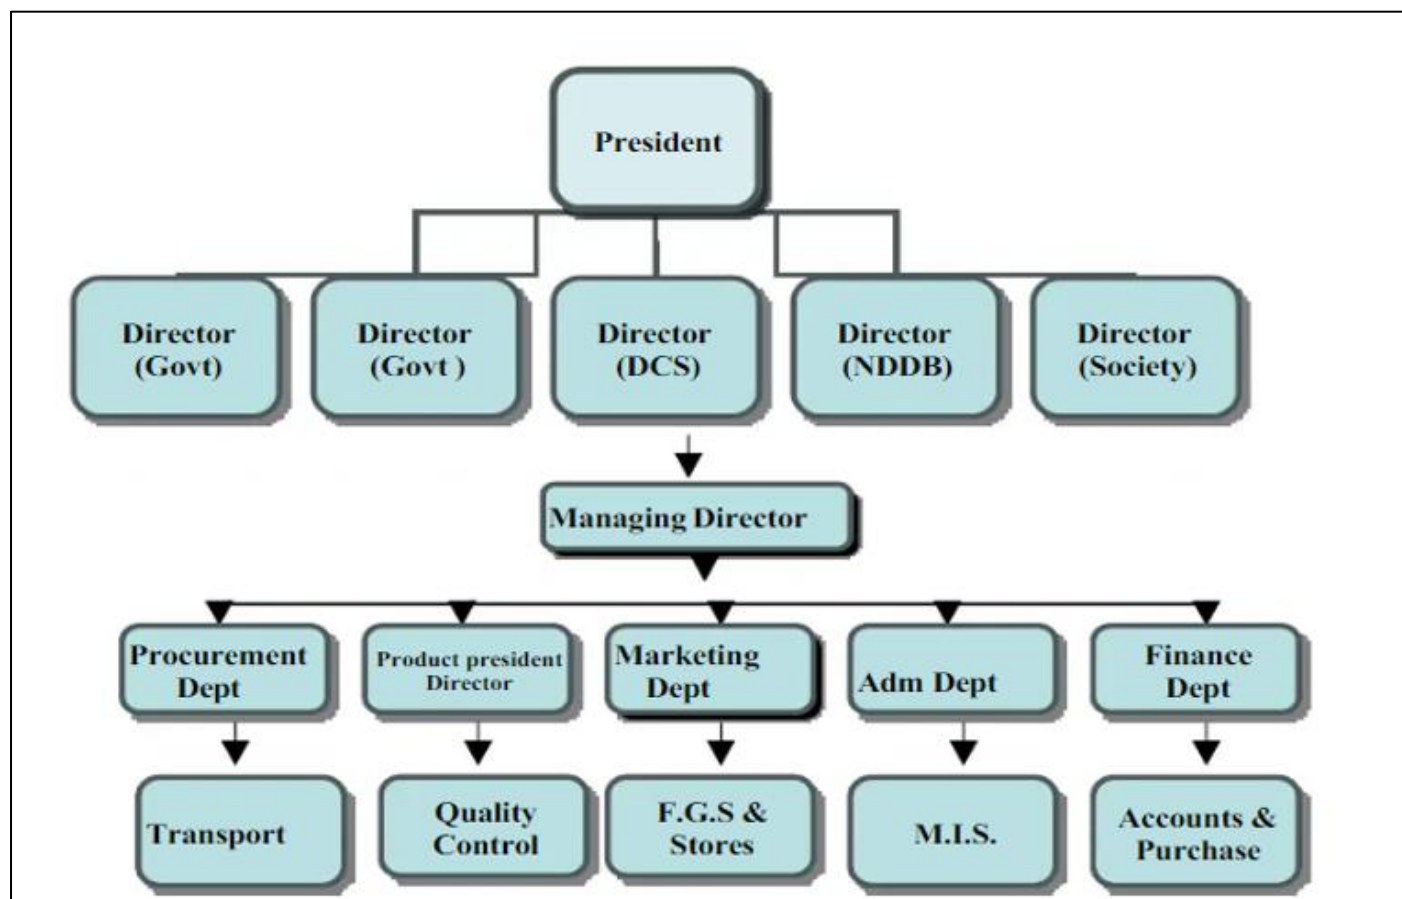 President
Director
(Govt)
Director
(Govt )
Director
(DCS)
Director
(NDDB)
Director
(Society)
Managing Director
Procurement
Dept
Product president
Director
Marketing
Dept
Adm Dept
Finance
Dept
Transport
Quality
Control
F.G.S &
Stores
M.I.S.
Accounts &
Purchase